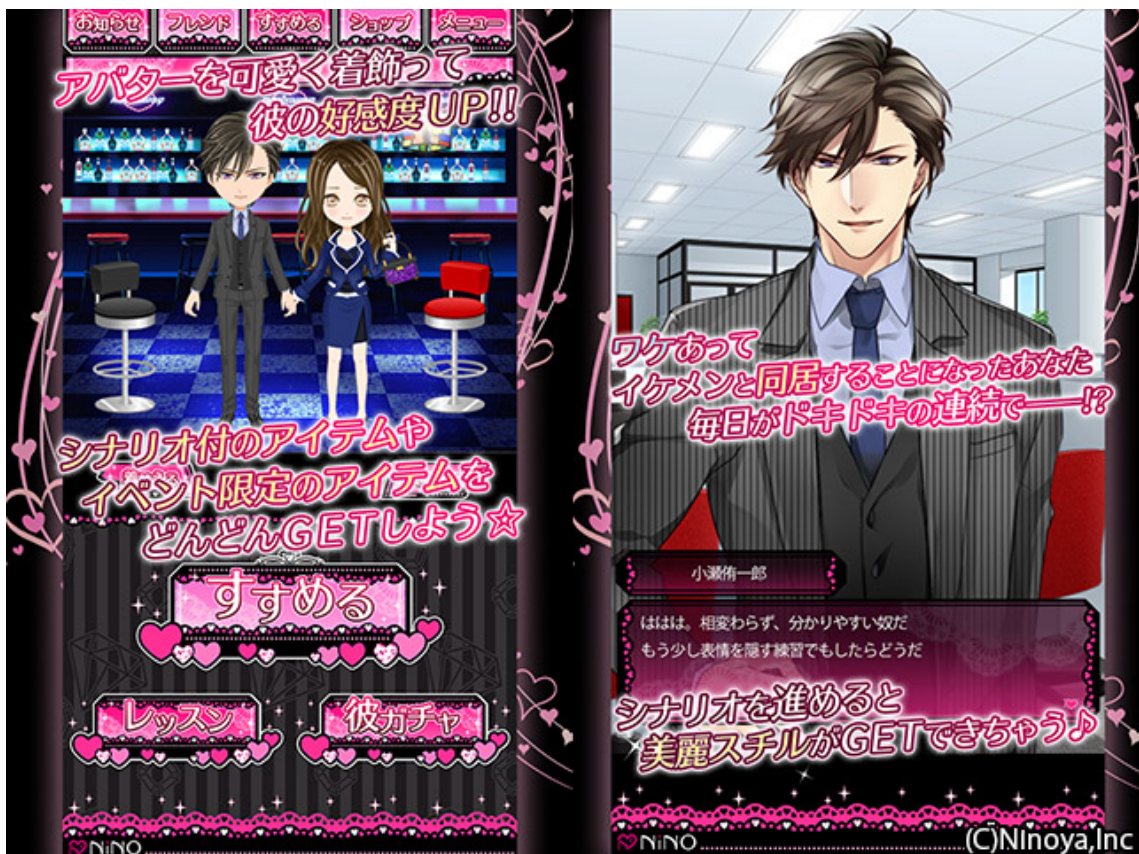 お知らせ
フレンド
すすめる
ショップ
メニュー
アバターを可愛く着飾って
彼の好感度UP!!
シナリオ付のアイテムや
イベント限定のアイテムを
どんどんGETしよう☆
すすめる
レッスン
彼ガチャ
NiNO
ワケあって
イケメンと同居することになったあなた
毎日がドキドキの連続で――!?
小瀬侑一郎
ははは。相変わらず、分かりやすい奴だ
もう少し表情を隠す練習でもしたらどうだ
シナリオを進めると
美麗スチルがGETできちゃう♪
NiNO
(C)NInoya,Inc